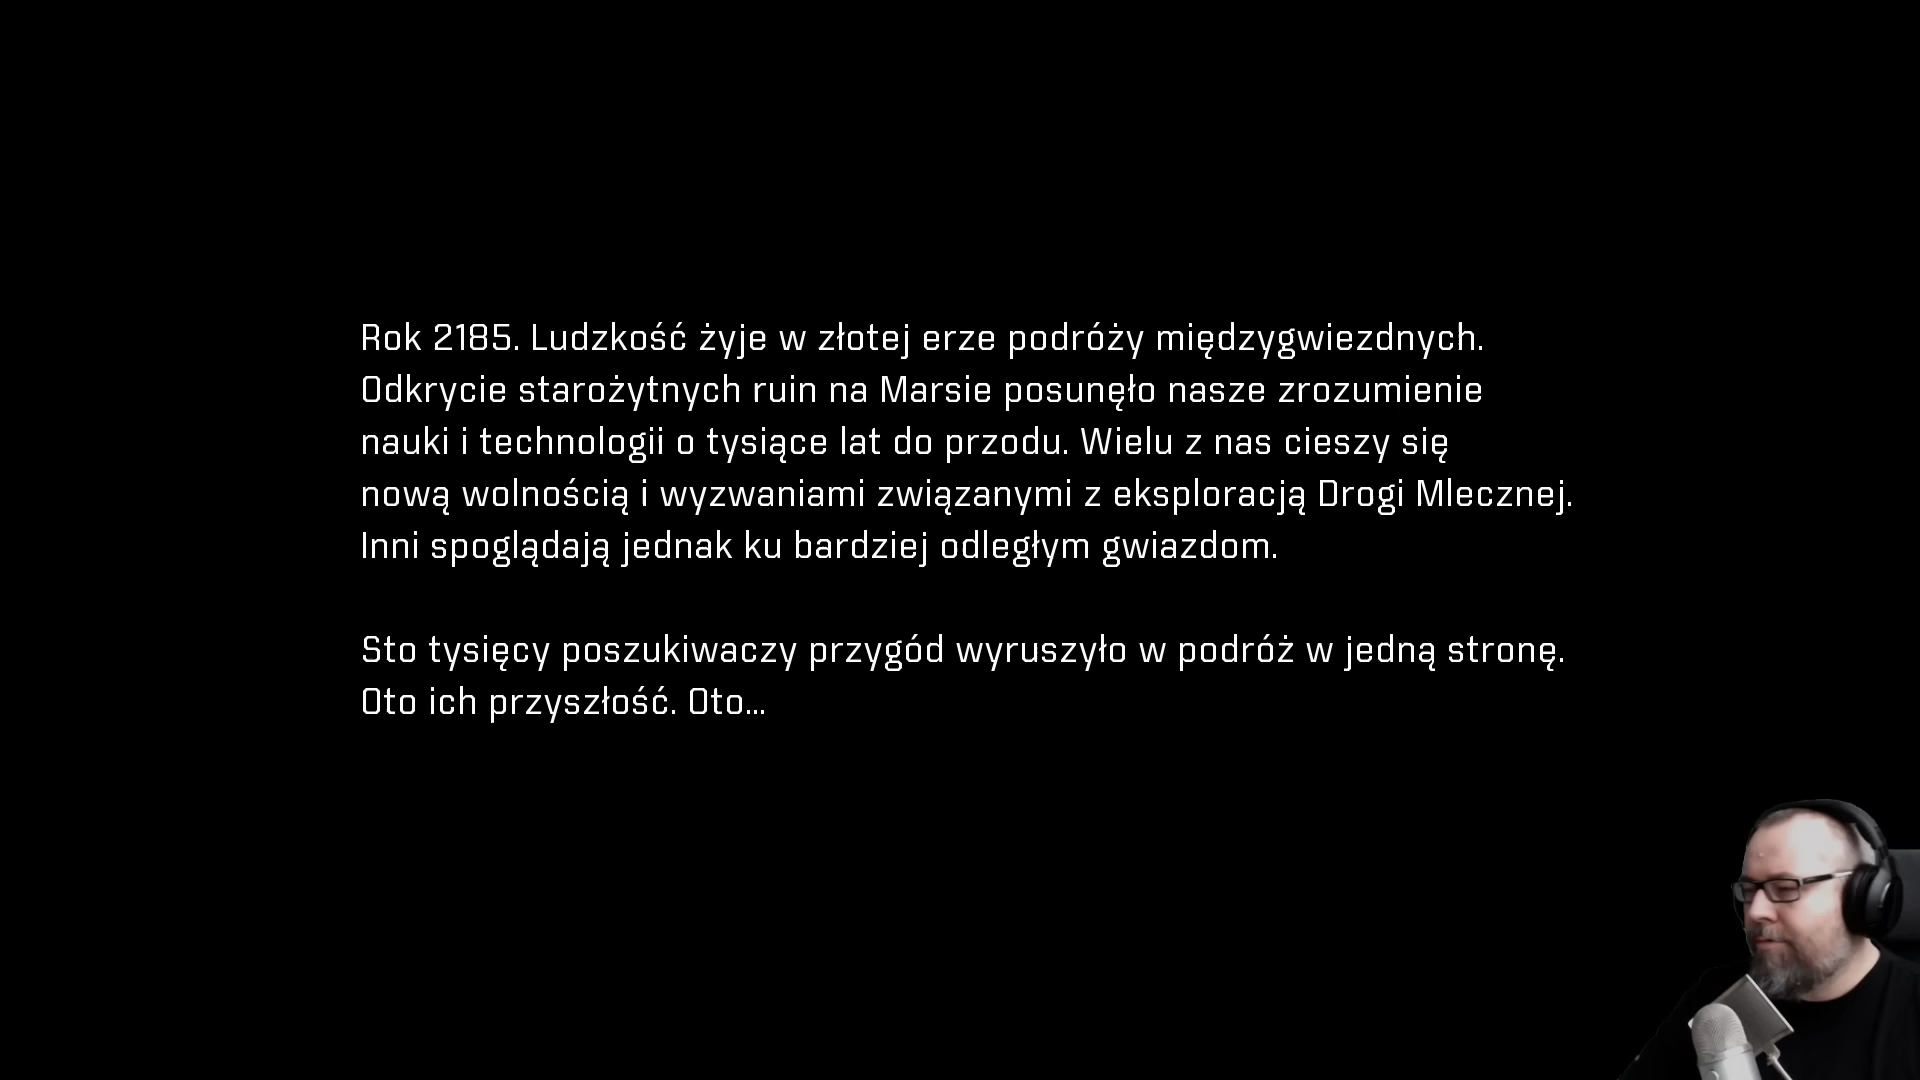 Rok 2185. Ludzkość żyje w złotej erze podróży międzygwiezdnych.
Odkrycie starożytnych ruin na Marsie posunęło nasze zrozumienie
nauki i technologii o tysiące lat do przodu. Wielu z nas cieszy się
nową wolnością i wyzwaniami związanymi z eksploracją Drogi Mlecznej.
Inni spoglądają jednak ku bardziej odległym gwiazdom.
Sto tysięcy poszukiwaczy przygód wyruszyło w podróż w jedną stronę.
Oto ich przyszłość. Oto...